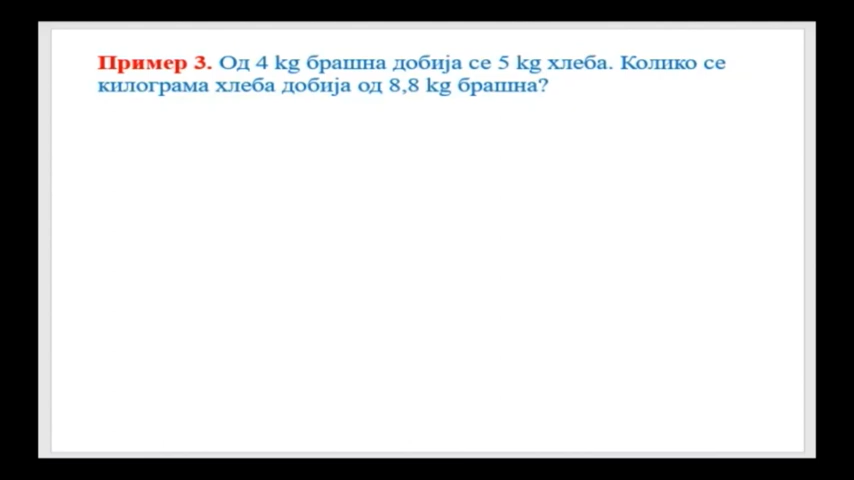 Пример 3. Од 4 kg брашна добија се 5 kg хлеба. Колико се
килограма хлеба добија од 8,8 kg брашна?